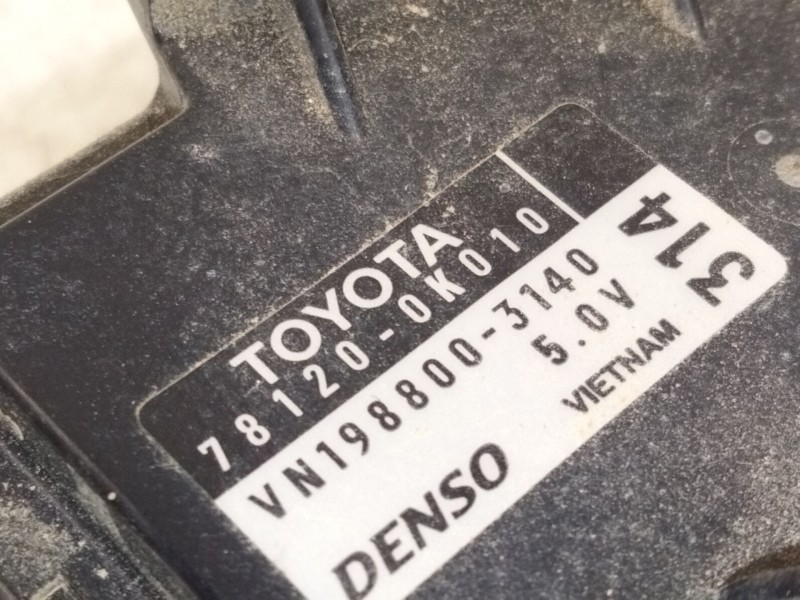 TOYOTA
78120-0K010
VN198800-3140
5.0V
DENSO
VIETNAM
314